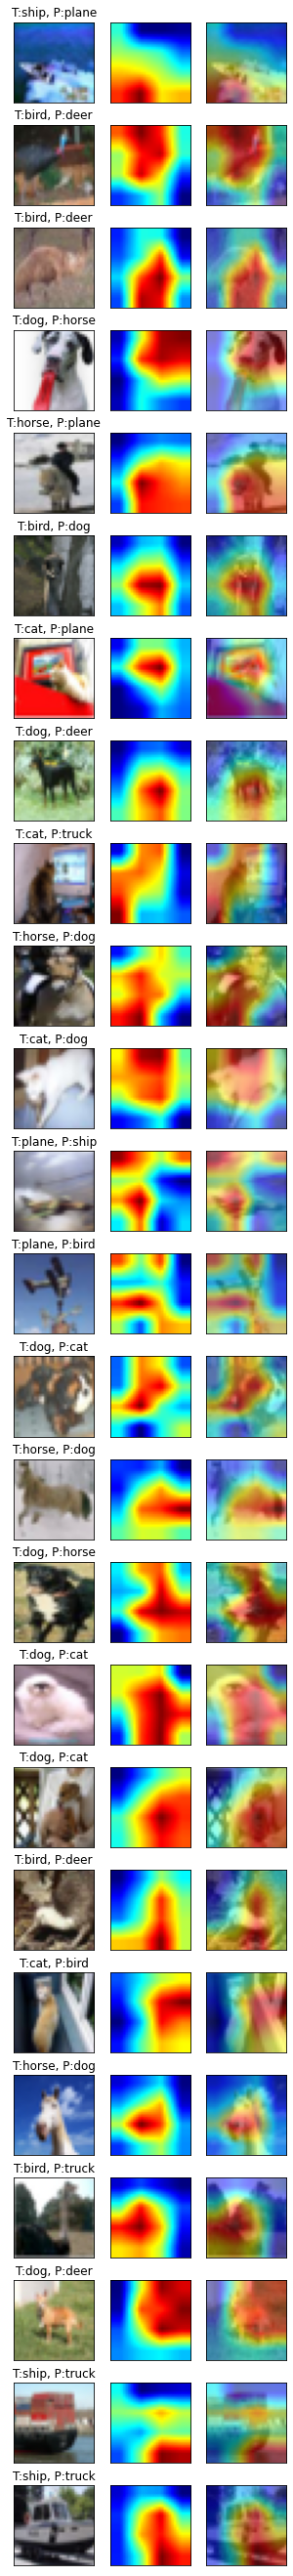 T:ship, P:plane
T:bird, P:deer
T:bird, P:deer
T:dog, P:horse
T:horse, P:plane
T:bird, P:dog
T:cat, P:plane
T:dog, P:deer
T:cat, P:truck
T:horse, P:dog
T:cat, P:dog
T:plane, P:ship
T:plane, P:bird
T:dog, P:cat
T:horse, P:dog
T:dog, P:horse
T:dog, P:cat
T:dog, P:cat
T:bird, P:deer
T:cat, P:bird
T:horse, P:dog
T:bird, P:truck
T:dog, P:deer
T:ship, P:truck
T:ship, P:truck